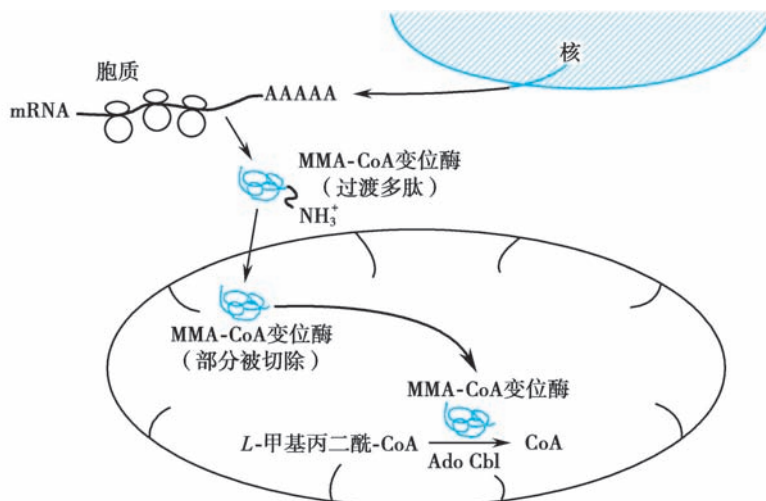 核
胞质
mRNA
AAAAA
MMA-CoA变位酶
（过渡多肽）
NH₃⁺
MMA-CoA变位酶
（部分被切除）
MMA-CoA变位酶
L-甲基丙二酰-CoA
CoA
Ado Cbl